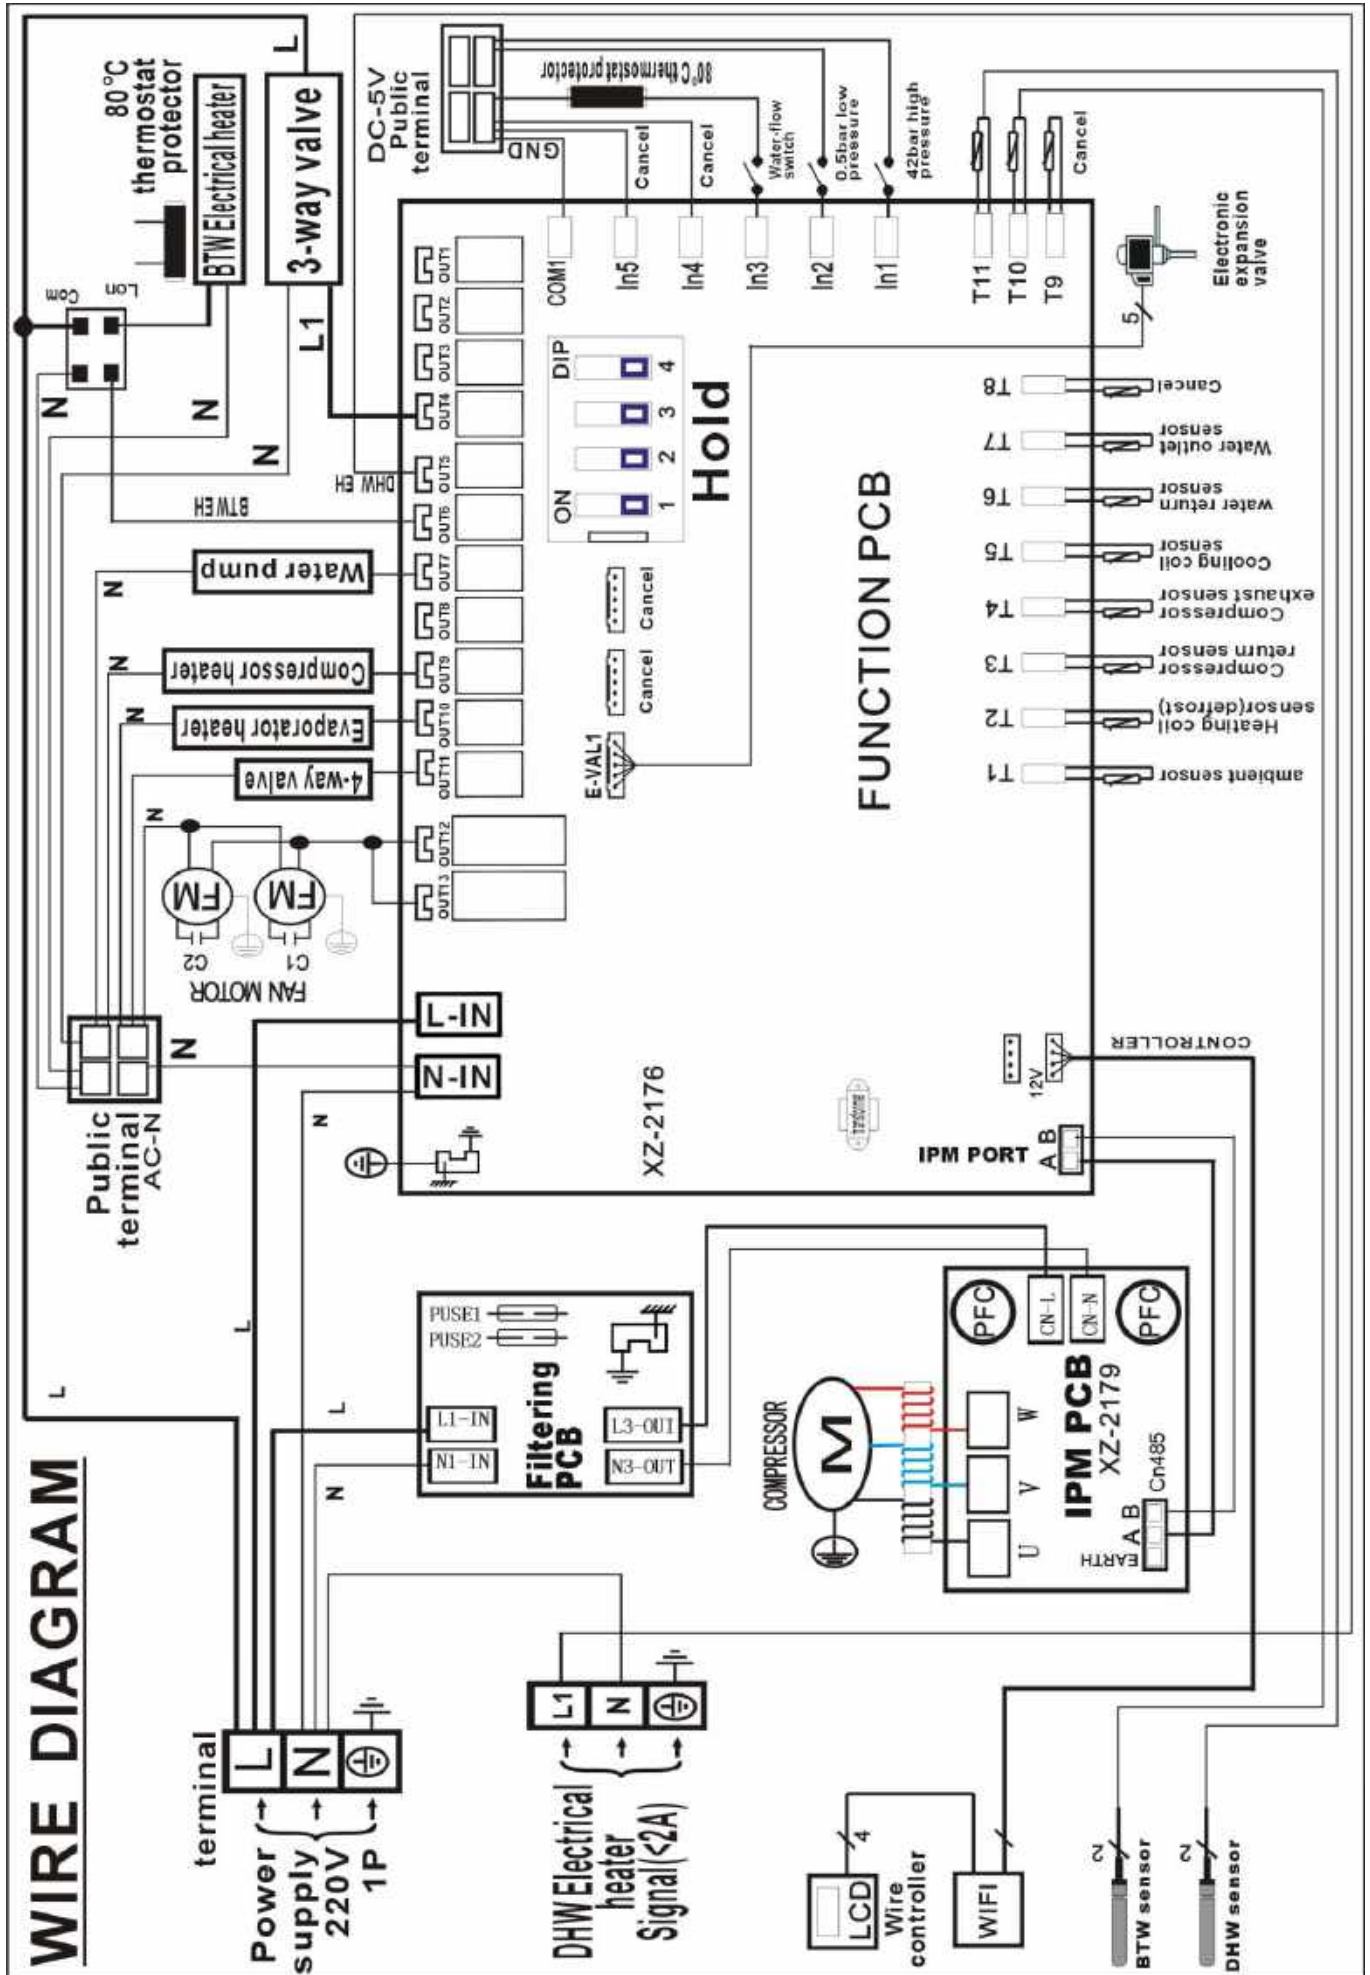 WIRE DIAGRAM
terminal
L
N
Power
supply
220V
1P
DHW Electrical
heater
Signal(<2A)
L1
N
LCD
Wire
controller
4
WIFI
2
BTW sensor
2
DHW sensor
L
L
L
N
N
PUSE1
PUSE2
L1-IN
N1-IN
Filtering
PCB
L3-OUT
N3-OUT
COMPRESSOR
M
U
V
W
IPM PCB
XZ-2179
PFC
PFC
CN-L
CN-N
EARTH
A B
Cn485
Public
terminal
AC-N
N
L-IN
N-IN
XZ-2176
IPM PORT
A B
12V
CONTROLLER
FUNCTION PCB
FAN MOTOR
C2
C1
FM
FM
N
4-way valve
N
Evaporator heater
N
Compressor heater
N
Water pump
BTW EH
DHW EH
N
N
N
OUT13
OUT12
OUT11
OUT10
OUT9
OUT8
OUT7
OUT6
OUT5
OUT4
OUT3
OUT2
OUT1
Com
Lon
80°C
thermostat
protector
BTW Electrical heater
3-way valve
L
L1
E-VAL1
Cancel
Cancel
ON
DIP
1
2
3
4
Hold
DC-5V
Public
terminal
GND
80°C thermostat protector
COM1
In5
Cancel
In4
Cancel
In3
Water-flow
switch
In2
0.5bar low
pressure
In1
42bar high
pressure
T11
T10
T9
Cancel
5
Electronic
expansion
valve
T8
Cancel
T7
Water outlet
sensor
T6
water return
sensor
T5
Cooling coil
sensor
T4
Compressor
exhaust sensor
T3
Compressor
return sensor
T2
Heating coil
sensor(defrost)
T1
ambient sensor